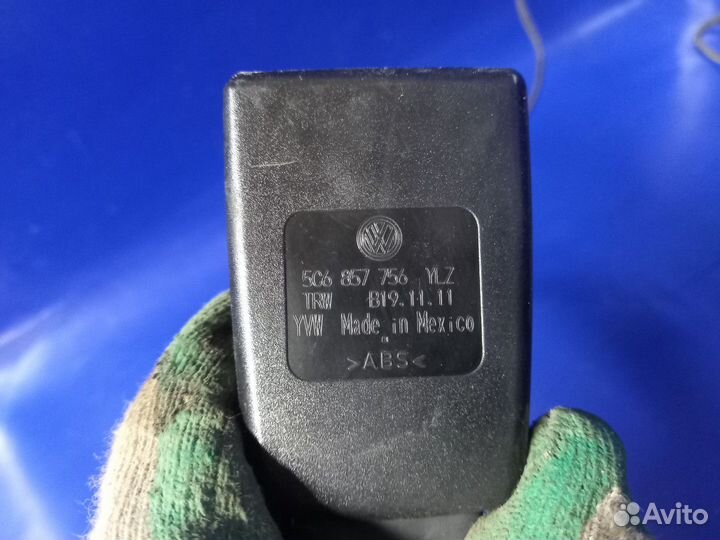 5C6 857 756 YLZ
TRW B19.11.11
YVW Made in Mexico
>ABS<
Avito